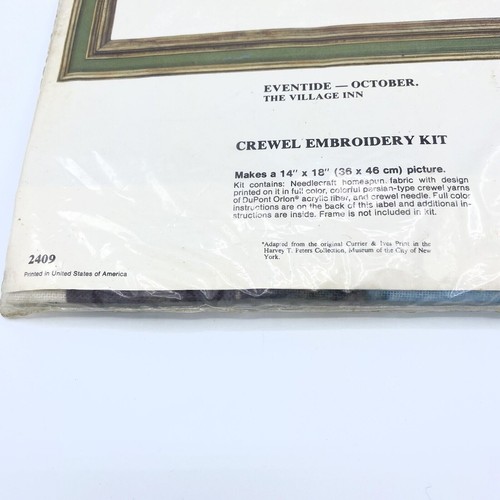 EVENTIDE — OCTOBER.
THE VILLAGE INN
CREWEL EMBROIDERY KIT
Makes a 14" x 18" (36 x 46 cm) picture.
Kit contains: Needlecraft homespun fabric with design
printed on it in full color, colorful persian-type crewel yarns
of DuPont Orlon® acrylic fiber, and crewel needle. Full color
instructions are on the back of this label and additional in-
structions are inside. Frame is not included in kit.
*Adapted from the original Currier & Ives Print in the
Harvey T. Peters Collection, Museum of the City of New
York.
2409
Printed in United States of America